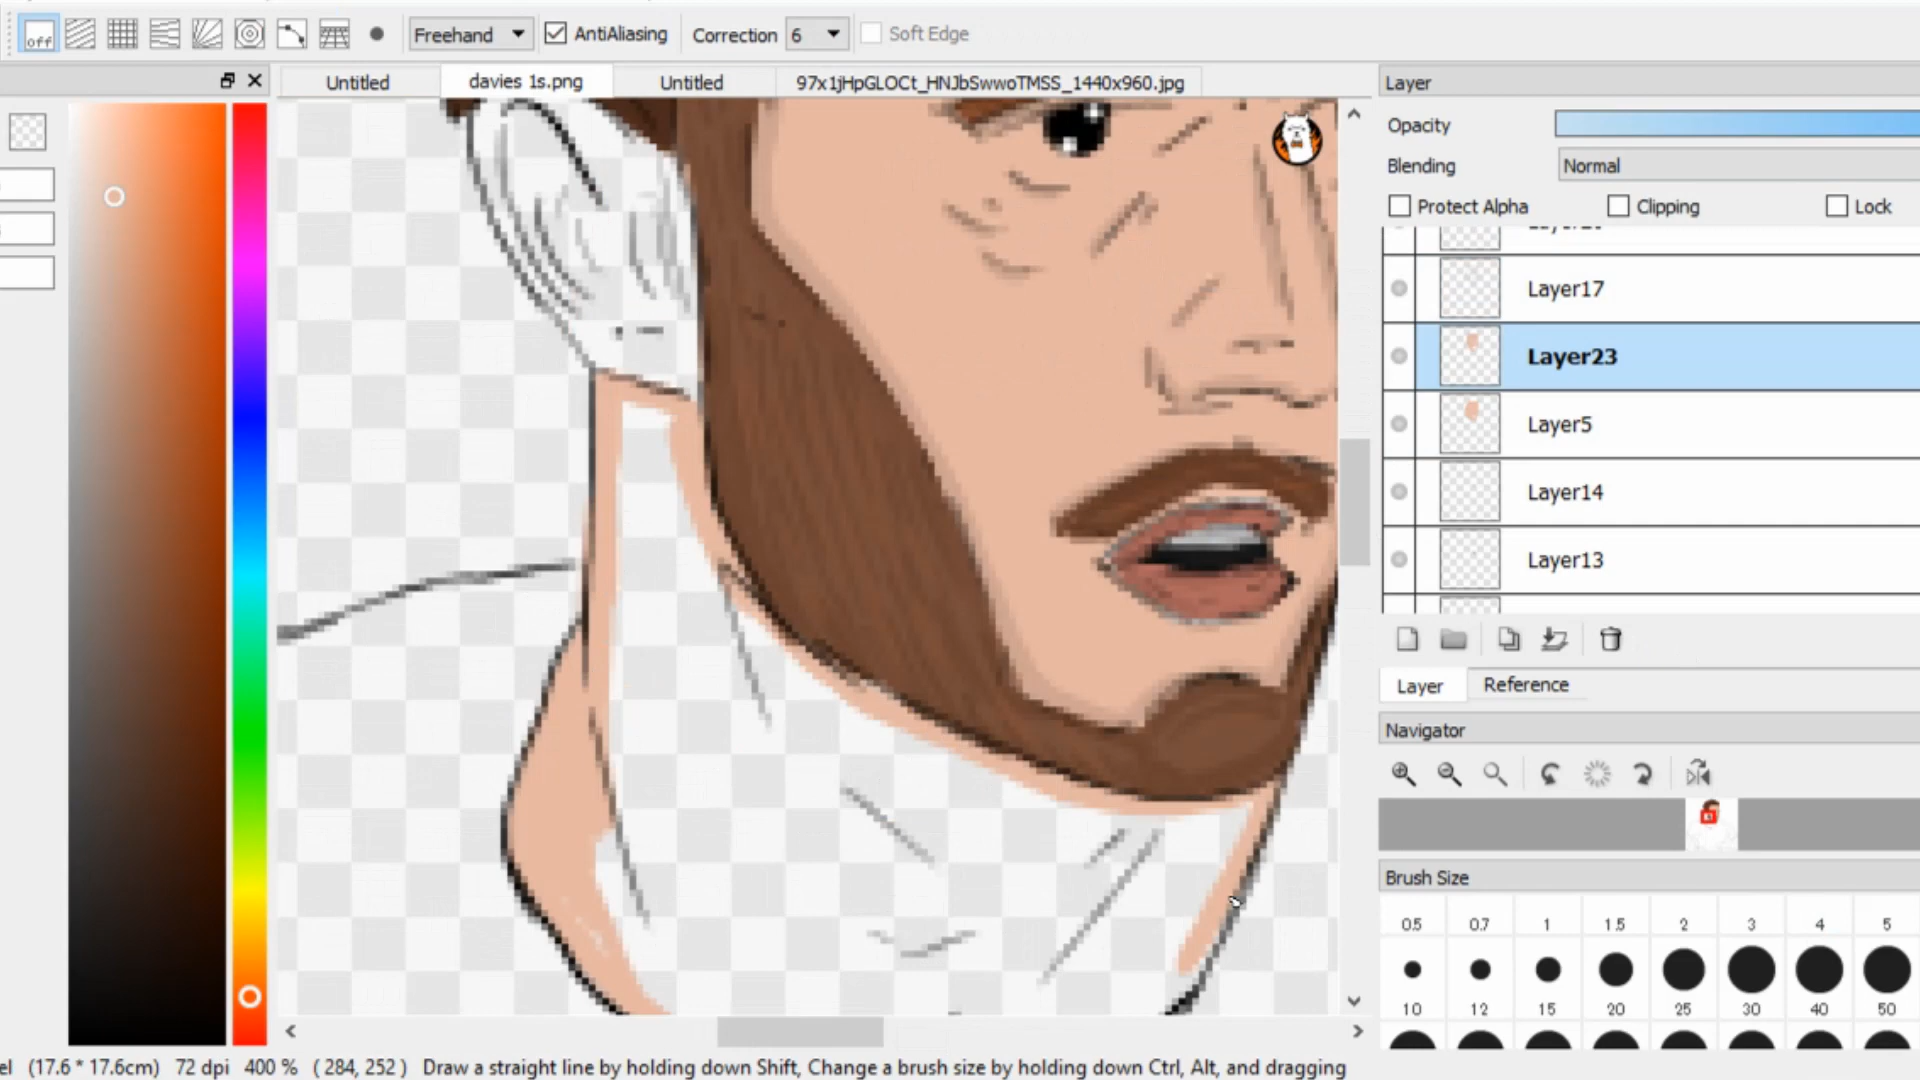 off Freehand AntiAliasing Correction 6 Soft Edge
Untitled davies 1s.png Untitled 97x1jHpGLOCt_HNJbSwwoTMSS_1440x960.jpg
Layer
Opacity
Blending Normal
Protect Alpha Clipping Lock
Layer17
Layer23
Layer5
Layer14
Layer13
Layer Reference
Navigator
Brush Size
0.5 0.7 1 1.5 2 3 4 5
10 12 15 20 25 30 40 50
el (17.6 * 17.6cm) 72 dpi 400 % ( 284, 252 ) Draw a straight line by holding down Shift, Change a brush size by holding down Ctrl, Alt, and dragging